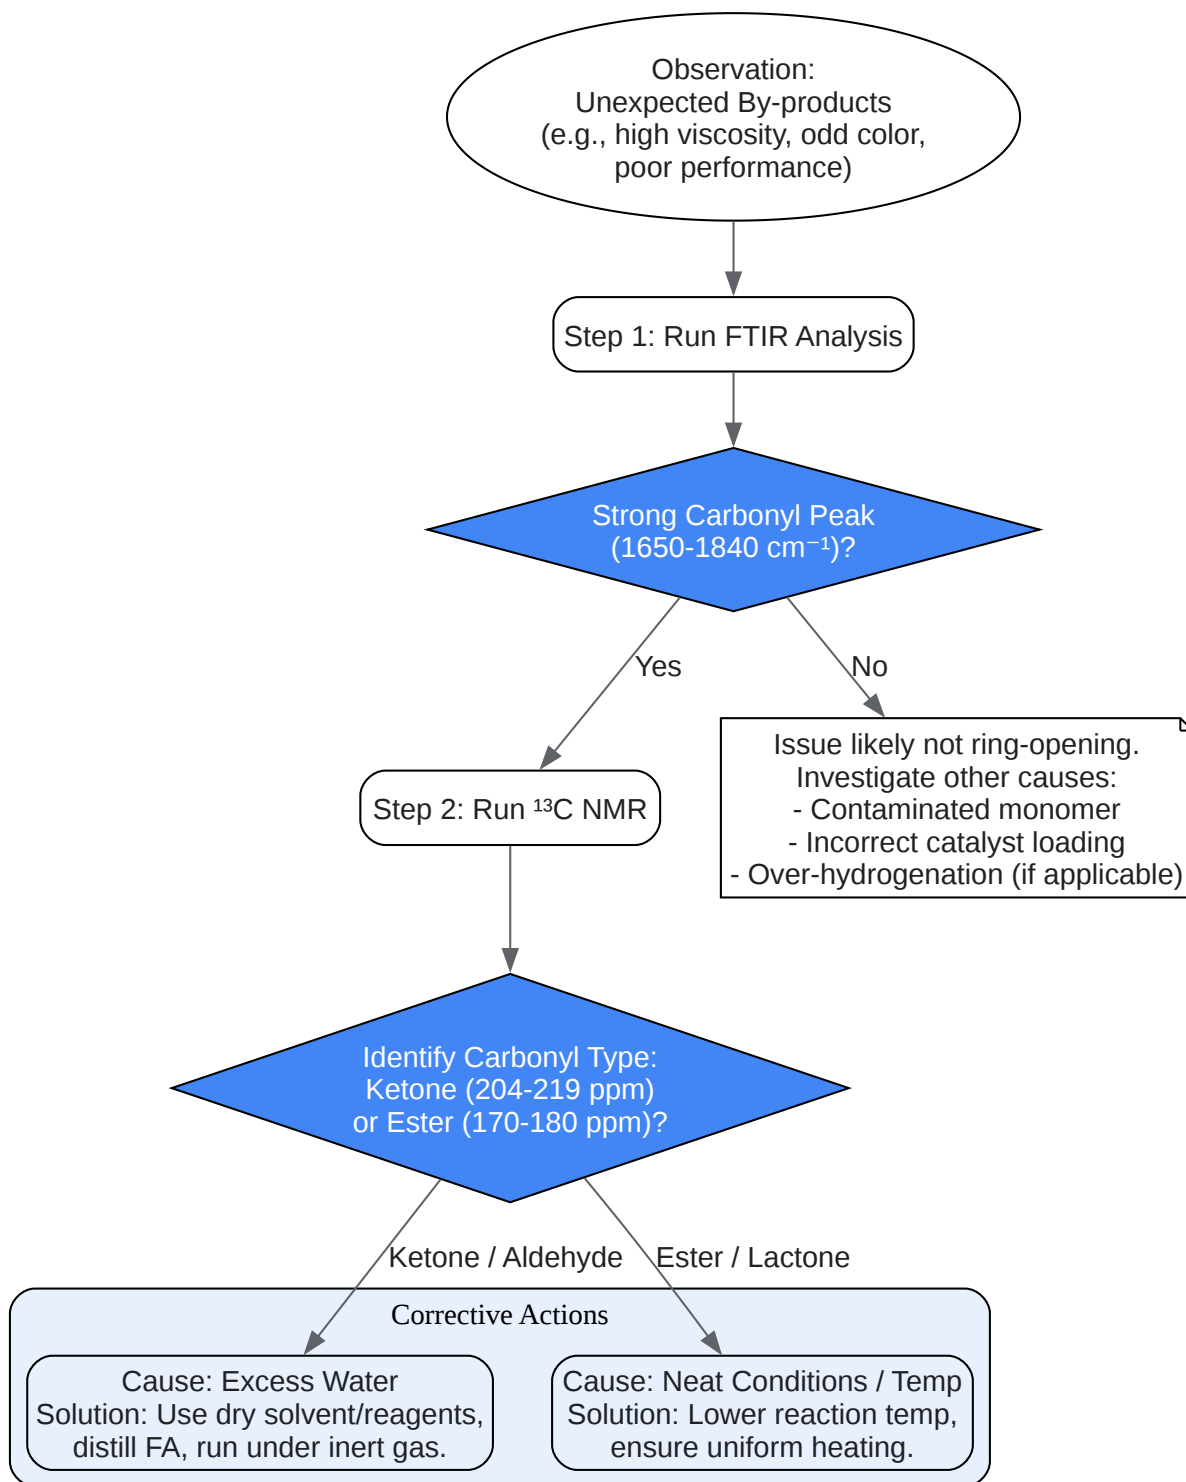 Observation:
Unexpected By-products
(e.g., high viscosity, odd color,
poor performance)
Step 1: Run FTIR Analysis
Strong Carbonyl Peak
(1650-1840 cm⁻¹)?
Yes
No
Issue likely not ring-opening.
Investigate other causes:
- Contaminated monomer
- Incorrect catalyst loading
- Over-hydrogenation (if applicable)
Step 2: Run ¹³C NMR
Identify Carbonyl Type:
Ketone (204-219 ppm)
or Ester (170-180 ppm)?
Ketone / Aldehyde
Ester / Lactone
Corrective Actions
Cause: Excess Water
Solution: Use dry solvent/reagents,
distill FA, run under inert gas.
Cause: Neat Conditions / Temp
Solution: Lower reaction temp,
ensure uniform heating.